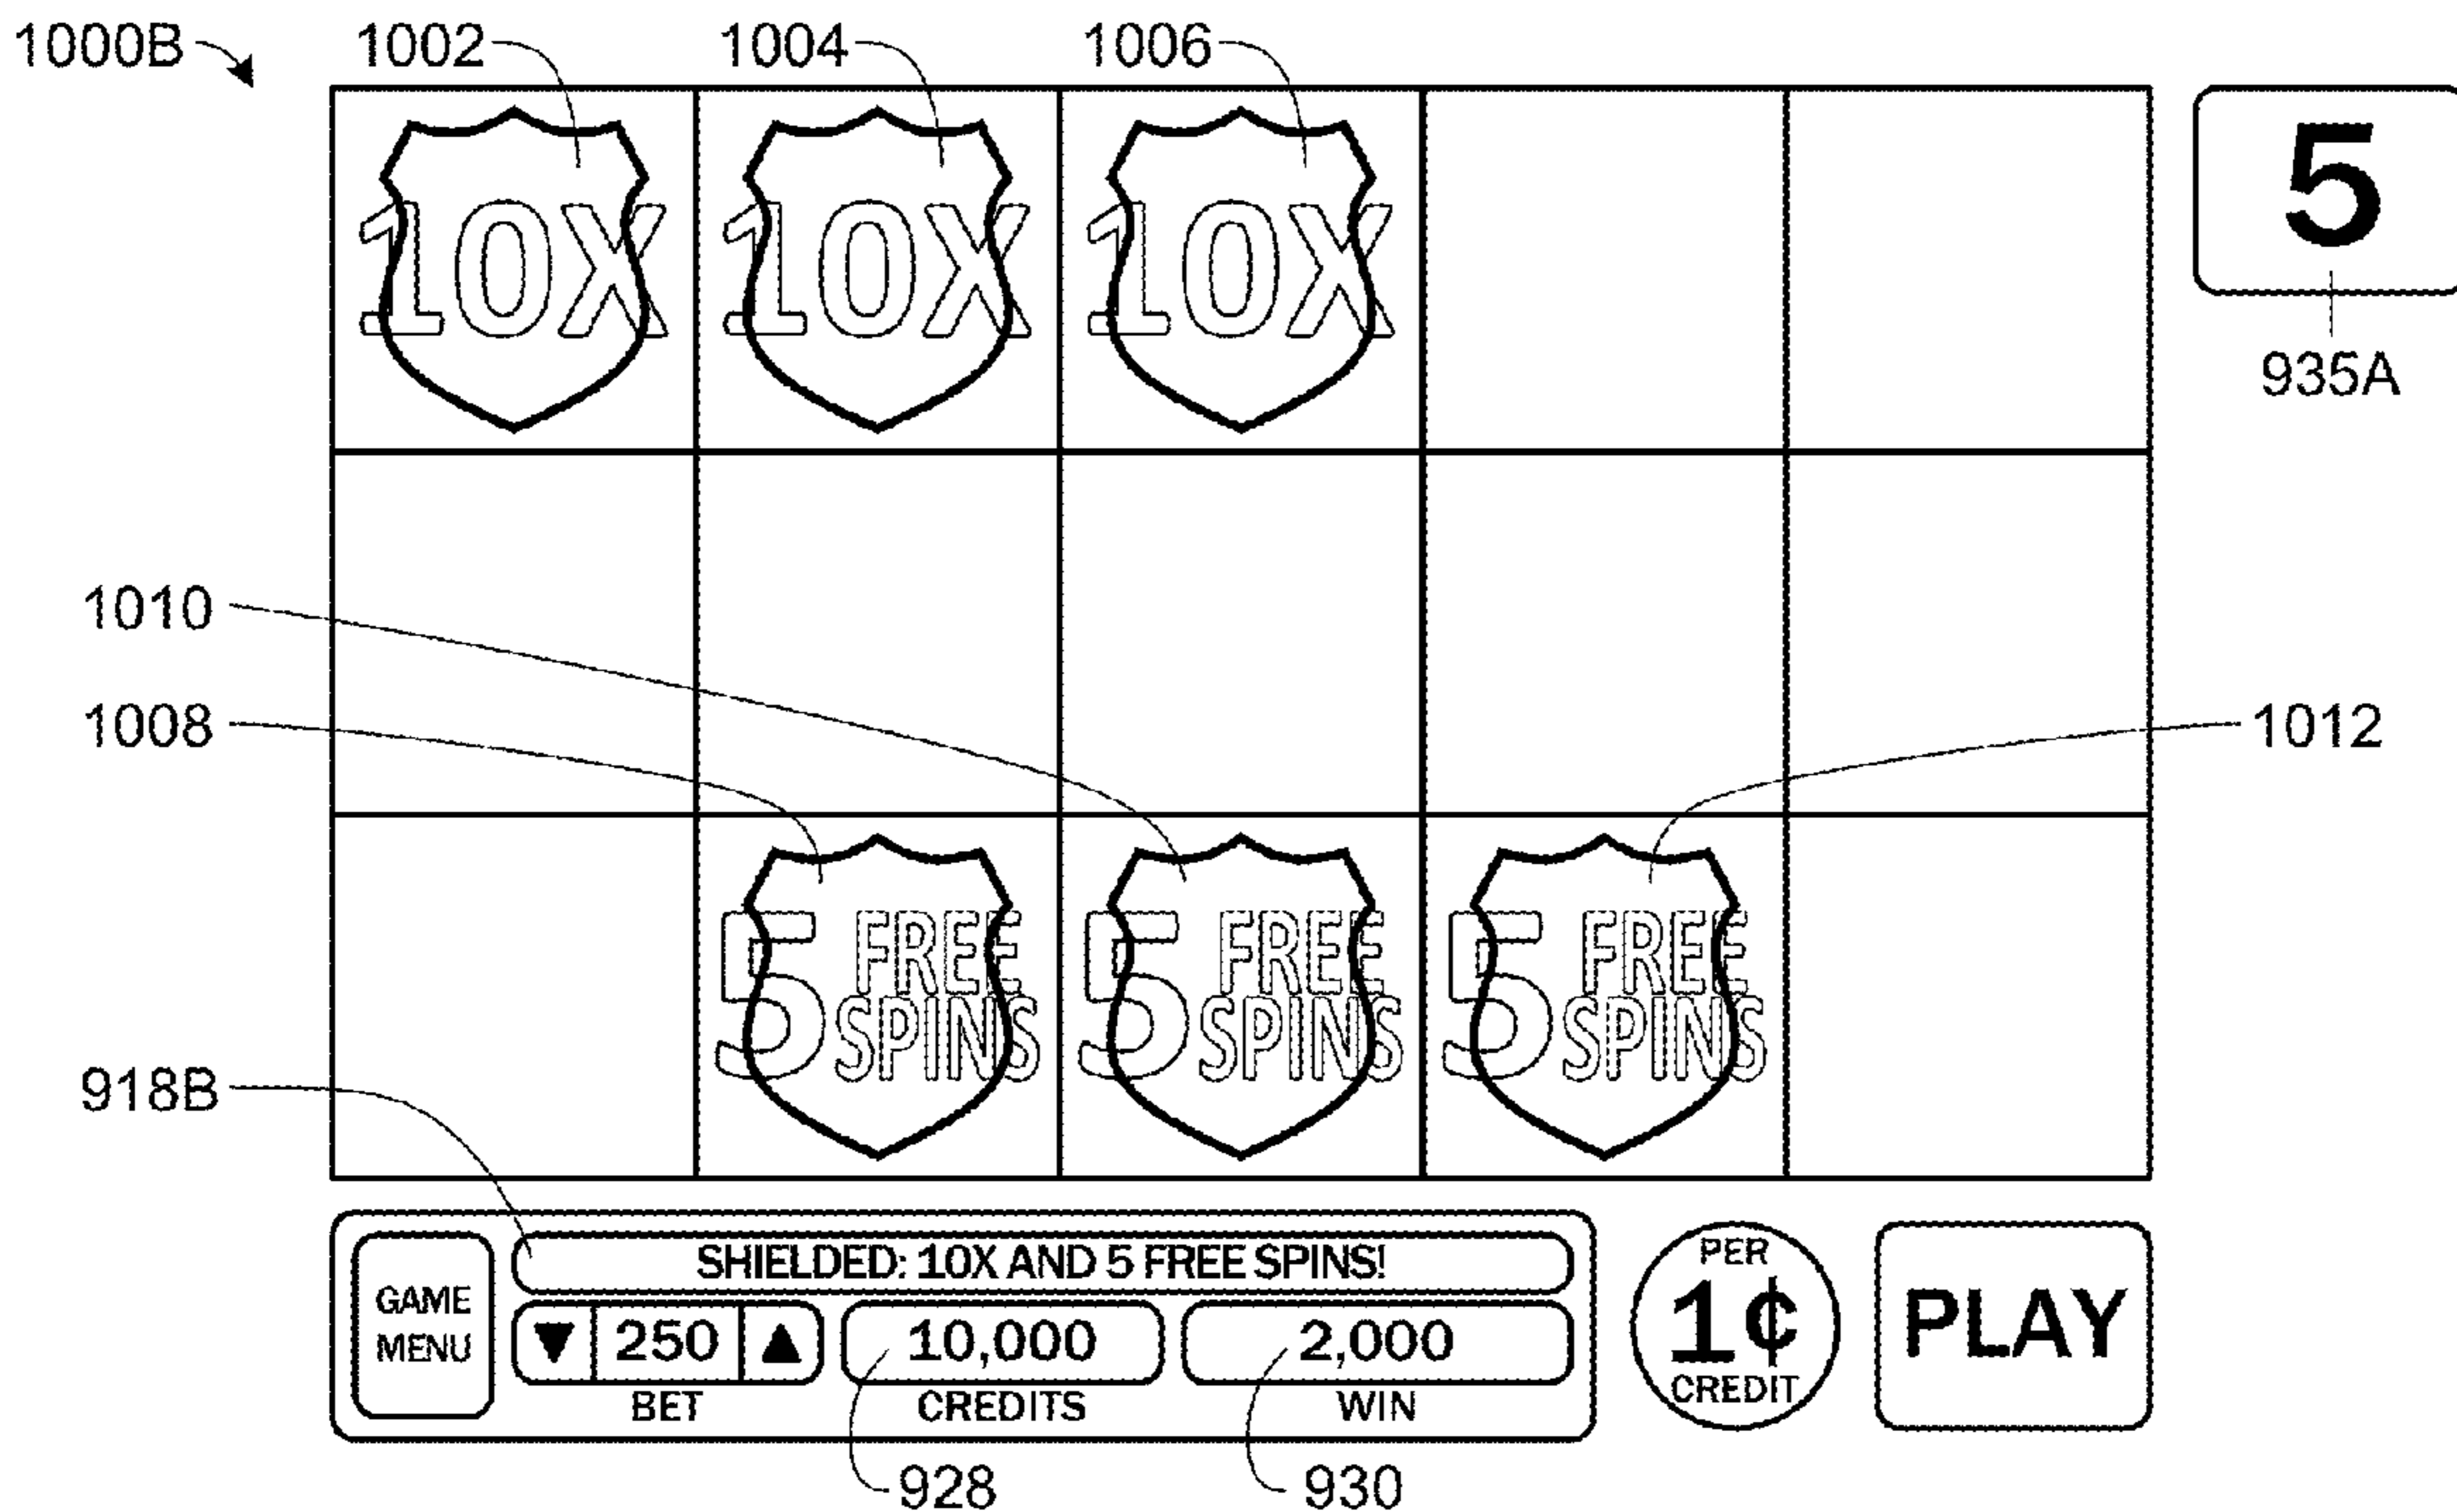 1000B
1002
1004
1006
10X
10X
10X
5
935A
1010
1008
1012
5 FREE SPINS
5 FREE SPINS
5 FREE SPINS
918B
GAME
MENU
SHIELDED: 10X AND 5 FREE SPINS!
▼ 250 ▲
BET
10,000
CREDITS
2,000
WIN
PER
1¢
CREDIT
PLAY
928
930